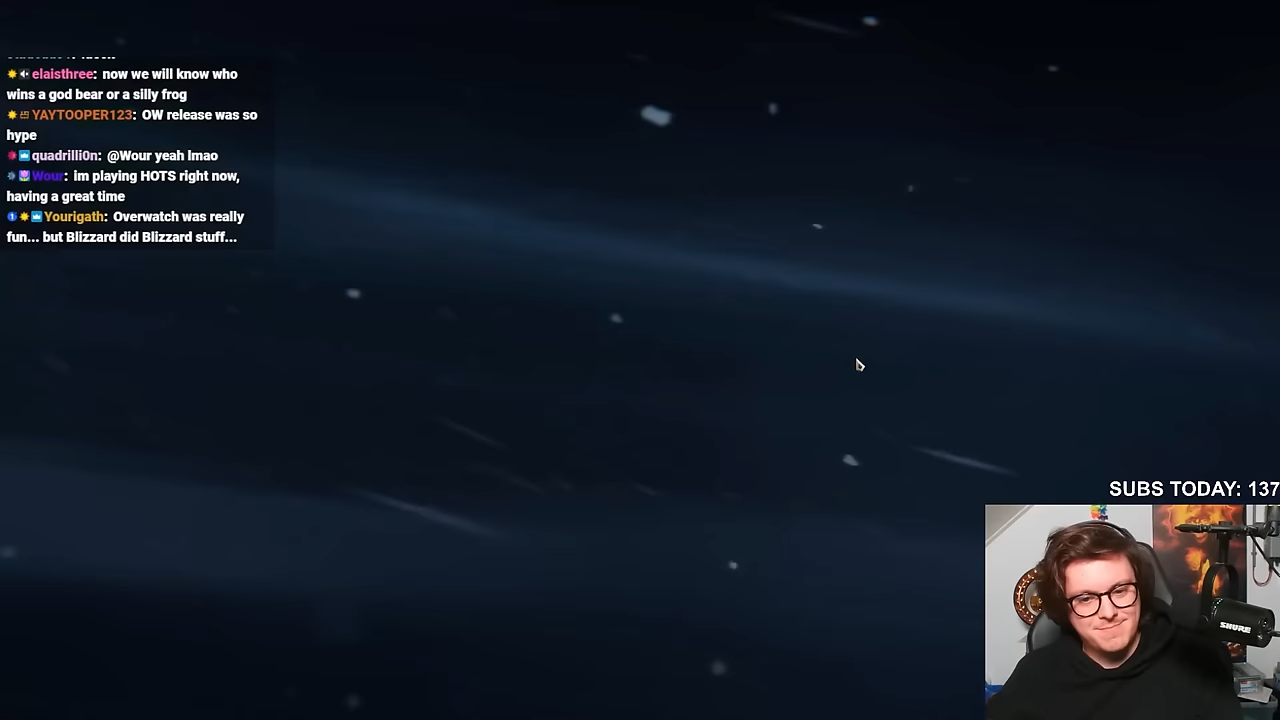 elaisthree: now we will know who
wins a god bear or a silly frog
YAYTOOPER123: OW release was so
hype
quadrilli0n: @Wour yeah lmao
Wour: im playing HOTS right now,
having a great time
Yourigath: Overwatch was really
fun... but Blizzard did Blizzard stuff...
SUBS TODAY: 137
SHURE